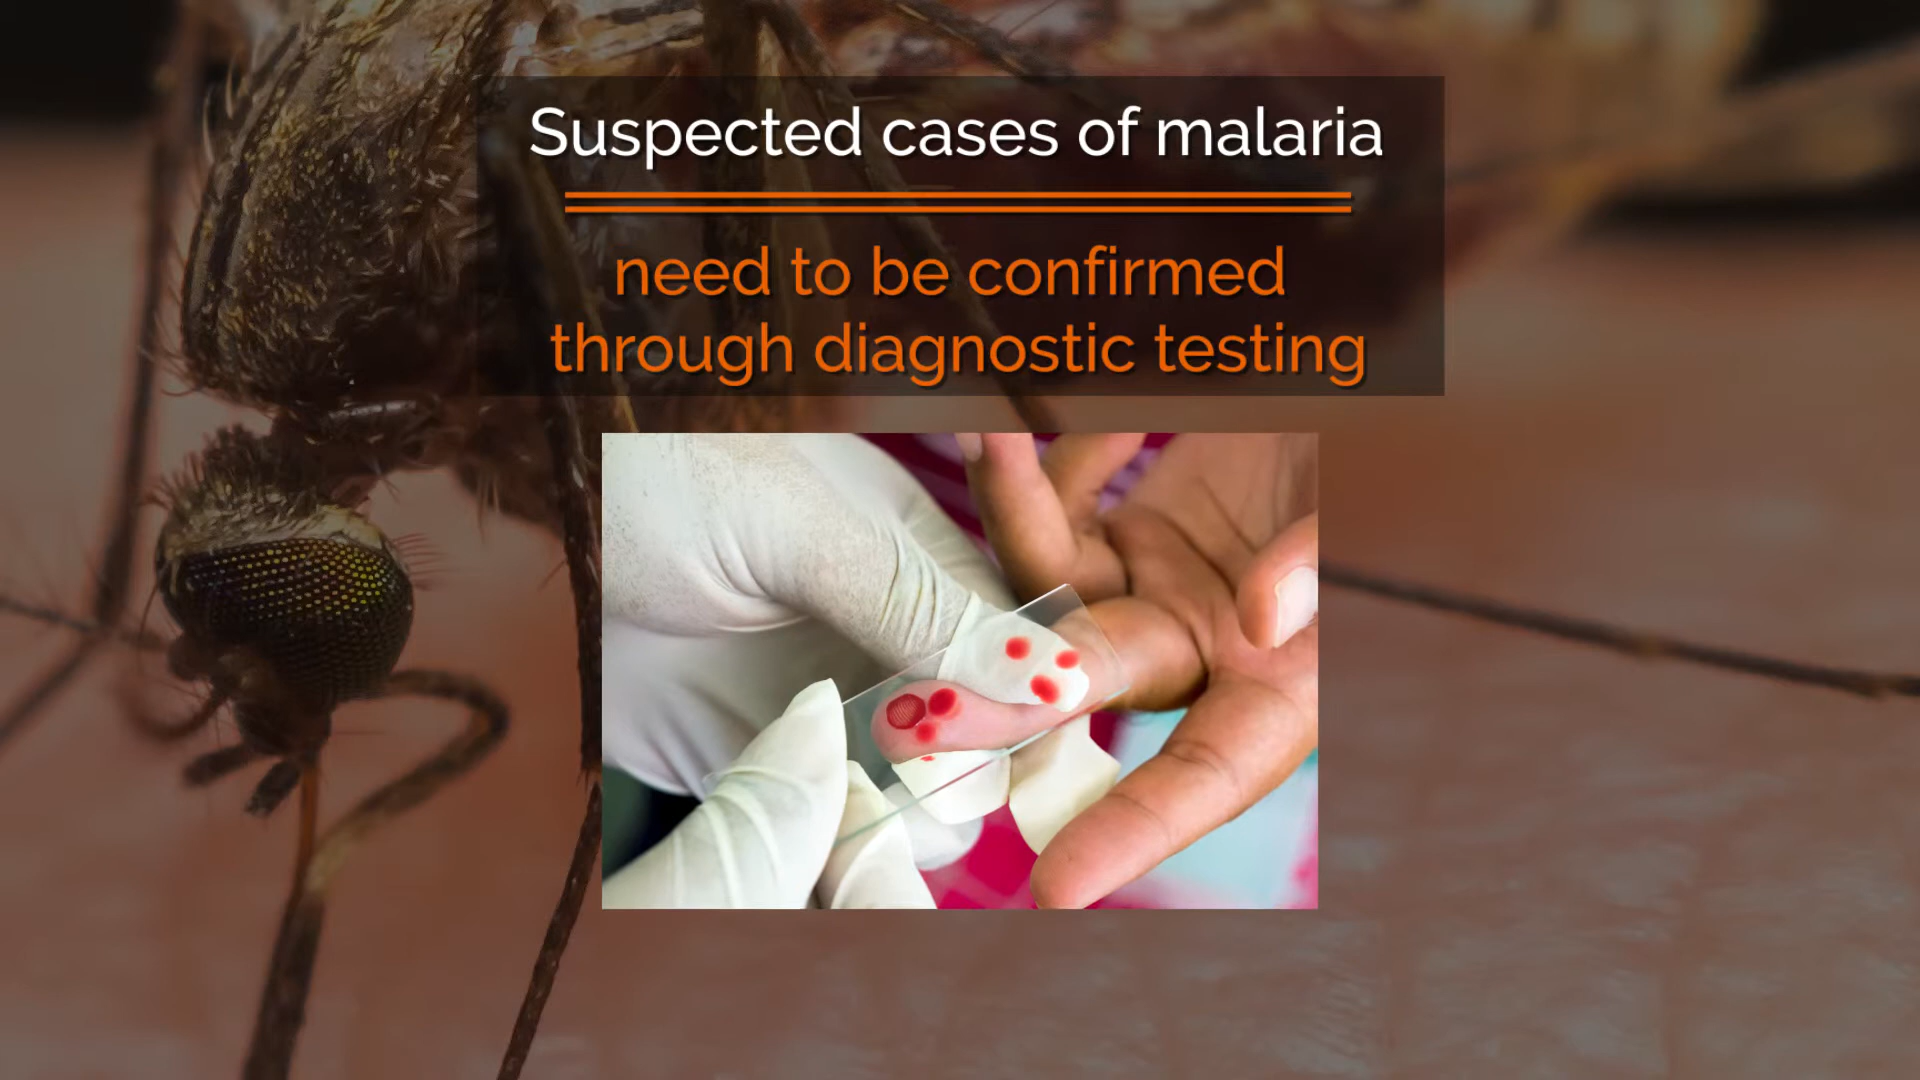 Suspected cases of malaria
need to be confirmed
through diagnostic testing